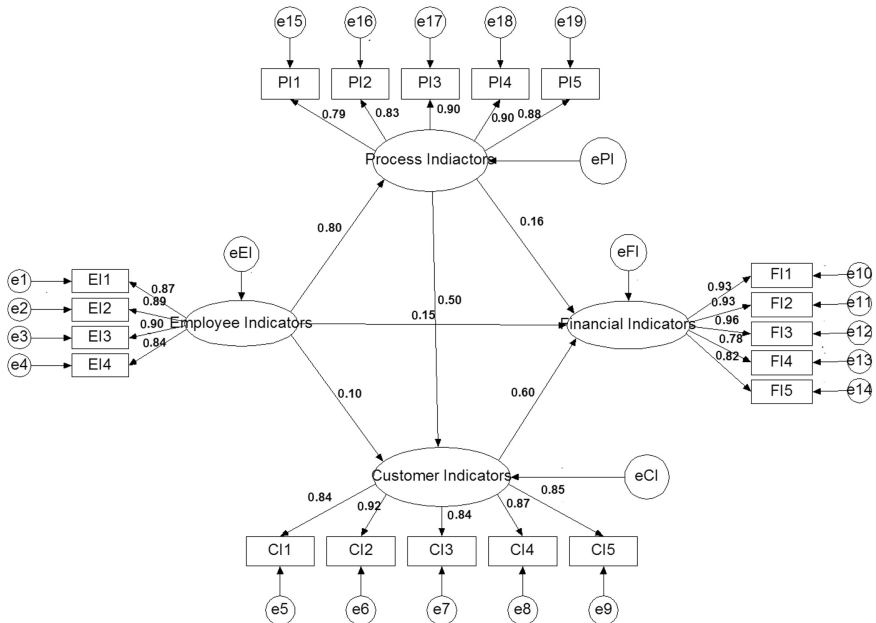 e15 e16 e17 e18 e19
PI1 PI2 PI3 PI4 PI5
0.79 0.83 0.90 0.90 0.88
Process Indiactors
ePI
0.80
0.16
eEI
eFI
e1 EI1 0.87
e2 EI2 0.89
e3 EI3 0.90
e4 EI4 0.84
Employee Indicators
0.50
0.15
Financial Indicators
0.93 FI1 e10
0.93 FI2 e11
0.96 FI3 e12
0.78 FI4 e13
0.82 FI5 e14
0.10
0.60
Customer Indicators
eCI
0.84 0.92 0.84 0.87 0.85
CI1 CI2 CI3 CI4 CI5
e5 e6 e7 e8 e9